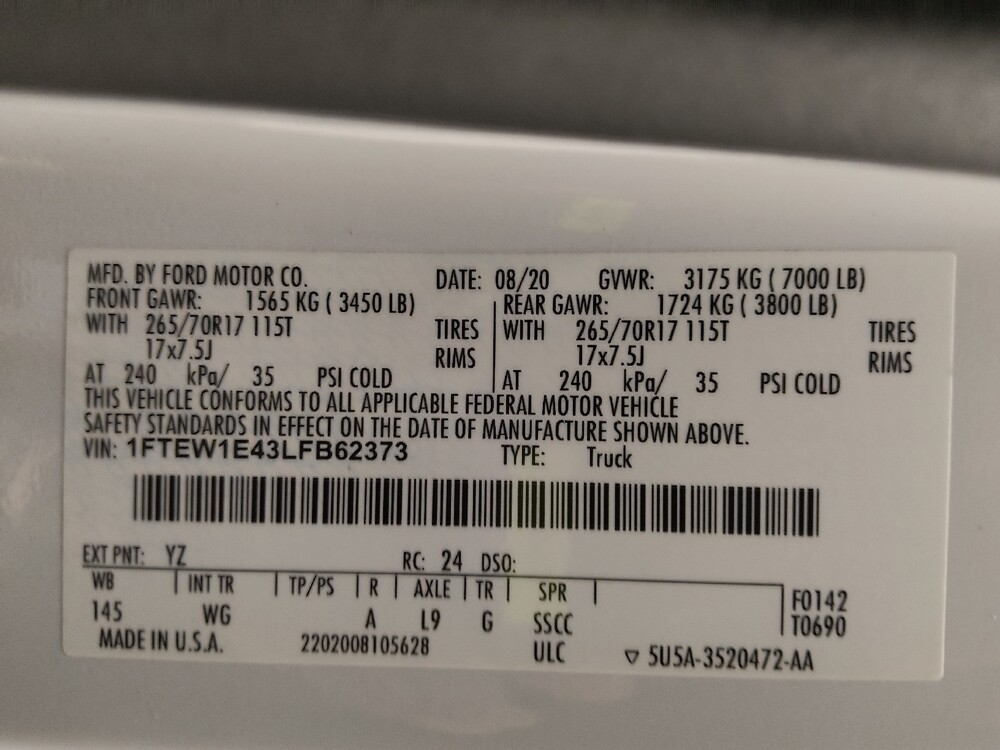 MFD. BY FORD MOTOR CO. DATE: 08/20 GVWR: 3175 KG ( 7000 LB)
FRONT GAWR: 1565 KG ( 3450 LB) REAR GAWR: 1724 KG ( 3800 LB)
WITH 265/70R17 115T TIRES WITH 265/70R17 115T TIRES
17x7.5J RIMS 17x7.5J RIMS
AT 240 kPa/ 35 PSI COLD AT 240 kPa/ 35 PSI COLD
THIS VEHICLE CONFORMS TO ALL APPLICABLE FEDERAL MOTOR VEHICLE
SAFETY STANDARDS IN EFFECT ON THE DATE OF MANUFACTURE SHOWN ABOVE.
VIN: 1FTEW1E43LFB62373 TYPE: Truck
EXT PNT: YZ RC: 24 DSO:
WB INT TR TP/PS R AXLE TR SPR F0142
145 WG A L9 G SSCC T0690
MADE IN U.S.A. 2202008105628 ULC ▽ 5U5A-3520472-AA